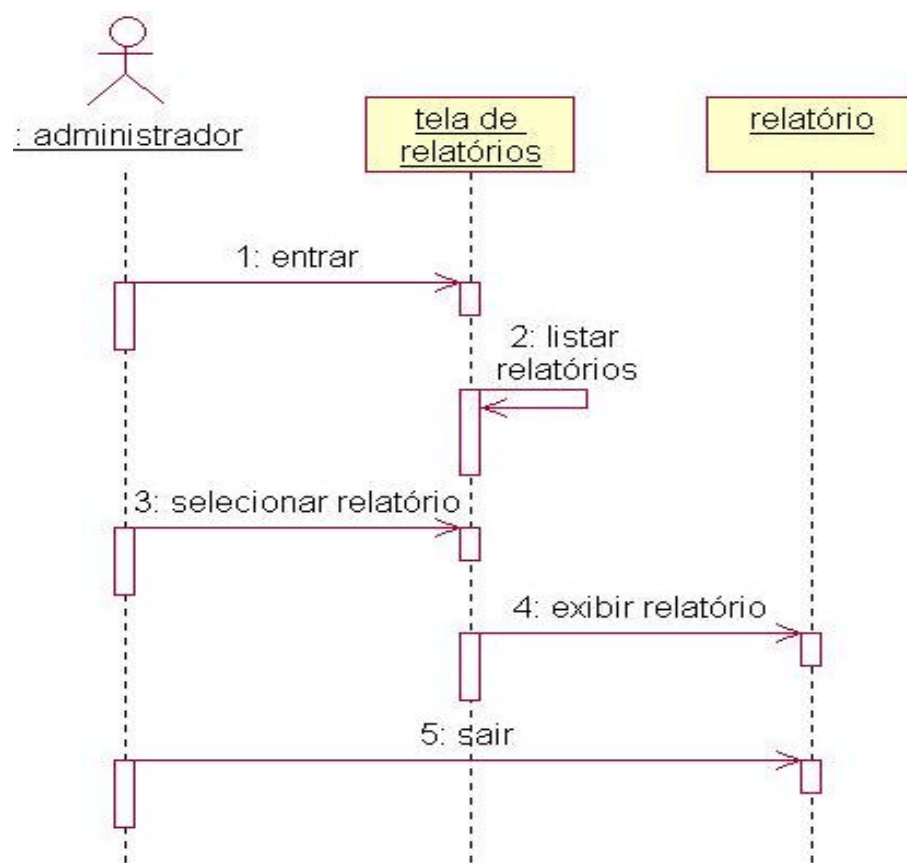 : administrador
tela de
relatórios
relatório
1: entrar
2: listar
relatórios
3: selecionar relatório
4: exibir relatório
5: sair